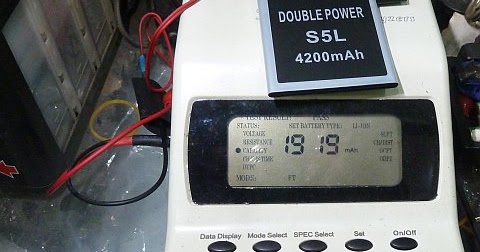 DOUBLE POWER
S5L
4200mAh
TEST RESULT: PASS
STATUS: SET BATTERY TYPE: LI-ION
VOLTAGE
RESISTANCE
CAPACITY
1919 mAh
MODE:
Data Display Mode Select SPEC Select Set On/Off